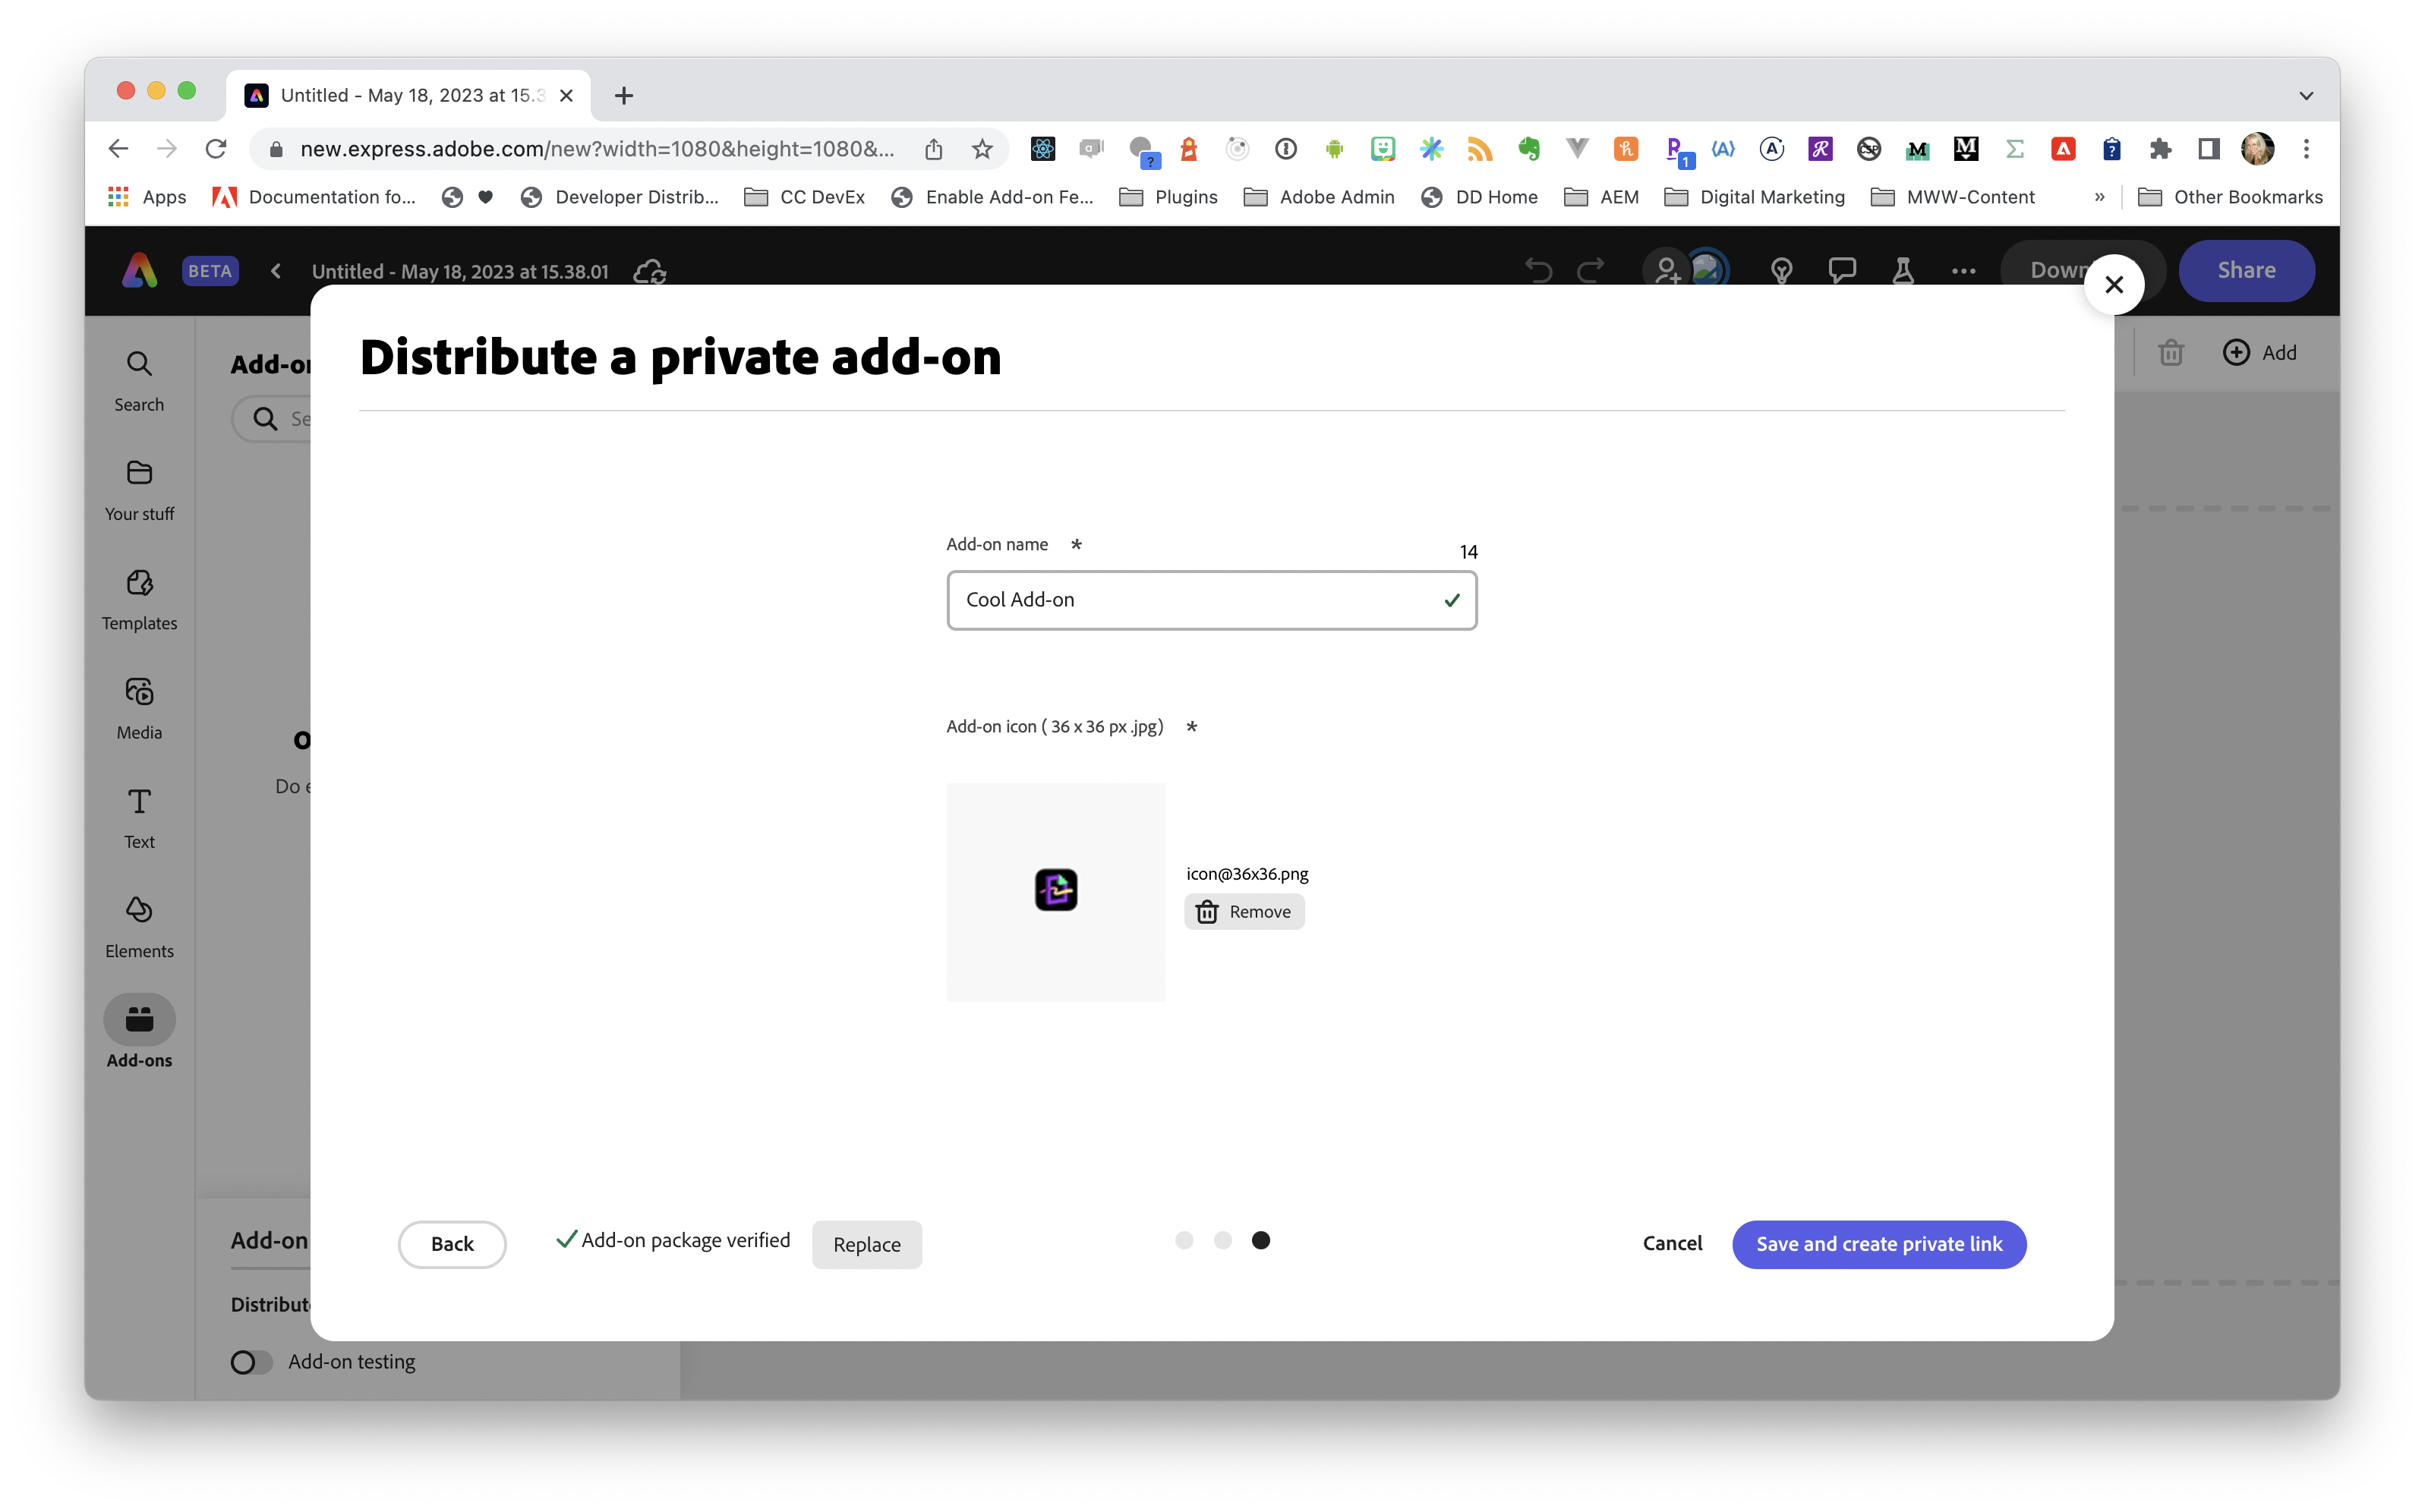 Untitled - May 18, 2023 at 15.3
new.express.adobe.com/new?width=1080&height=1080&...
Apps
Documentation fo...
Developer Distrib...
CC DevEx
Enable Add-on Fe...
Plugins
Adobe Admin
DD Home
AEM
Digital Marketing
MWW-Content
»
Other Bookmarks
BETA
Untitled - May 18, 2023 at 15.38.01
Down
Share
Search
Your stuff
Templates
Media
Text
Elements
Add-ons
Add-on
Se
Do e
Add
Distribute a private add-on
Add-on name *
14
Cool Add-on
Add-on icon ( 36 x 36 px .jpg) *
icon@36x36.png
Remove
Back
Add-on package verified
Replace
Cancel
Save and create private link
Add-on
Distribut
Add-on testing